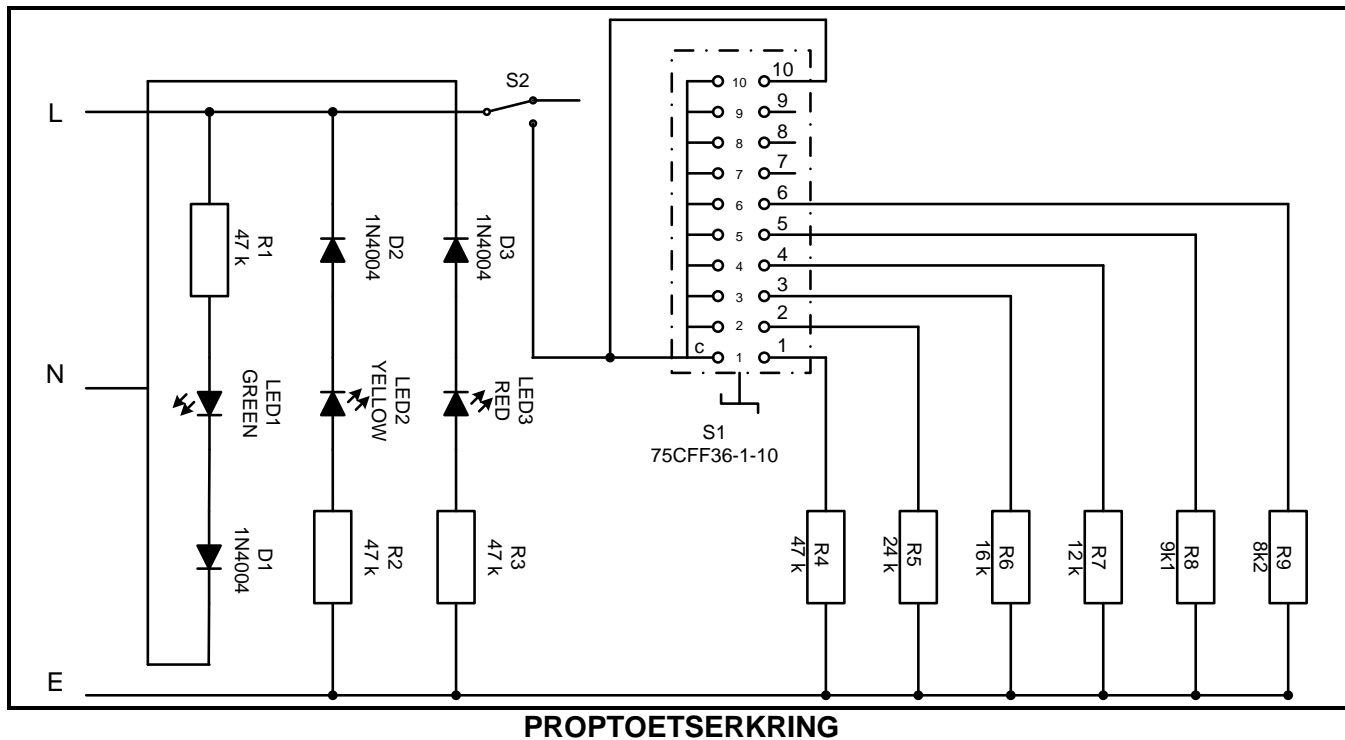 S2
L
10
10
9
9
8
8
7
7
6
6
5
5
4
4
3
3
2
2
c
1
1
R1
47 k
D2
1N4004
D3
1N4004
N
LED1
GREEN
LED2
YELLOW
LED3
RED
S1
75CFF36-1-10
D1
1N4004
R2
47 k
R3
47 k
R4
47 k
R5
24 k
R6
16 k
R7
12 k
R8
9k1
R9
8k2
E
PROPTOETSERKRING